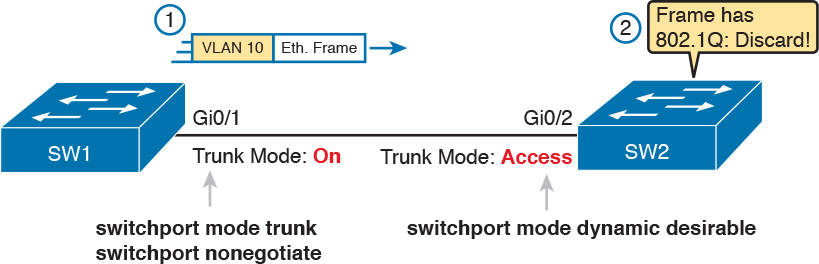 1
VLAN 10 Eth. Frame
2
Frame has
802.1Q: Discard!
Gi0/1
Gi0/2
SW1
SW2
Trunk Mode: On
Trunk Mode: Access
switchport mode trunk
switchport nonegotiate
switchport mode dynamic desirable